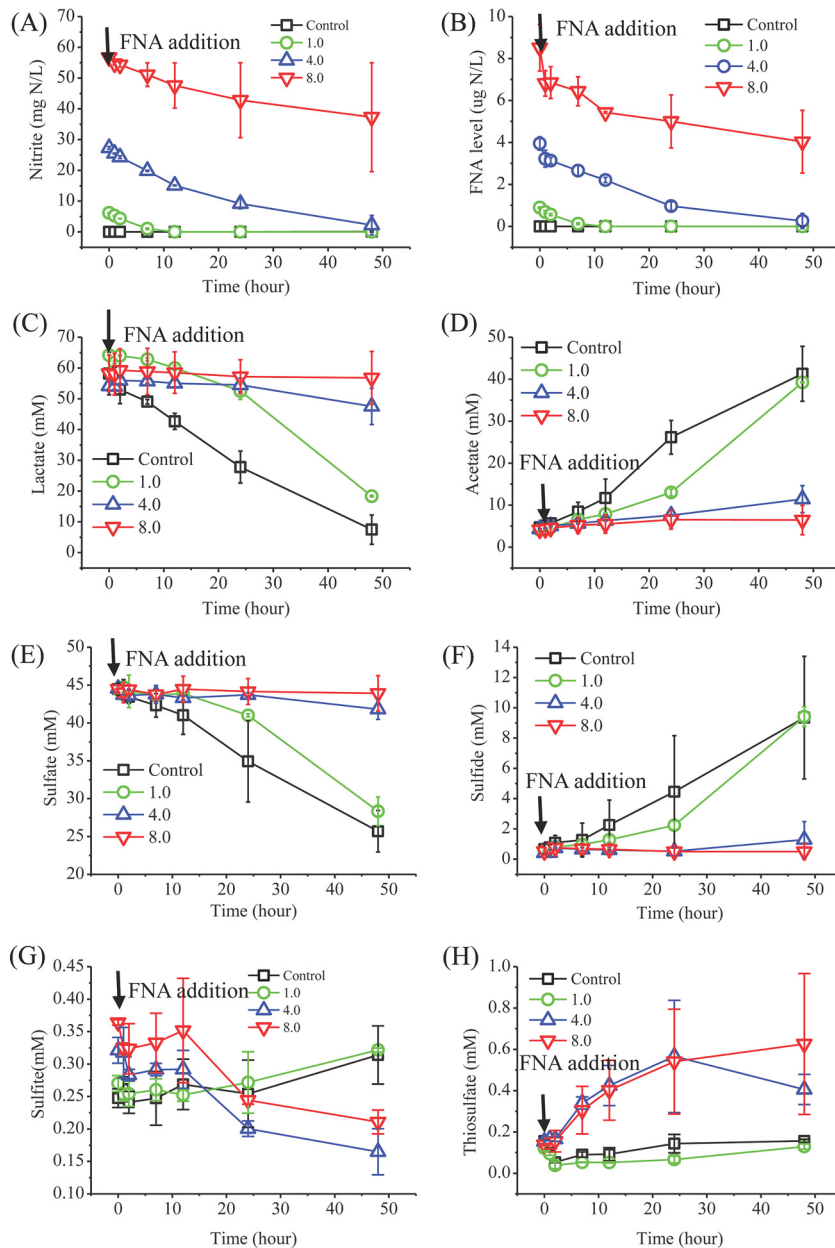 (A)
FNA addition
Control
1.0
4.0
8.0
70
60
50
40
30
20
10
0
Nitrite (mg N/L)
0 10 20 30 40 50
Time (hour)
(B)
FNA addition
Control
1.0
4.0
8.0
10
8
6
4
2
0
FNA level (ug N/L)
0 10 20 30 40 50
Time (hour)
(C)
FNA addition
70
60
50
40
30
20
10
0
Lactate (mM)
Control
1.0
4.0
8.0
0 10 20 30 40 50
Time (hour)
(D)
Control
1.0
4.0
8.0
FNA addition
50
40
30
20
10
0
Acetate (mM)
0 10 20 30 40 50
Time (hour)
(E)
FNA addition
50
45
40
35
30
25
20
Sulfate (mM)
Control
1.0
4.0
8.0
0 10 20 30 40 50
Time (hour)
(F)
Control
1.0
4.0
8.0
FNA addition
14
12
10
8
6
4
2
0
Sulfide (mM)
0 10 20 30 40 50
Time (hour)
(G)
FNA addition
Control
1.0
4.0
8.0
0.45
0.40
0.35
0.30
0.25
0.20
0.15
0.10
Sulfite(mM)
0 10 20 30 40 50
Time (hour)
(H)
Control
1.0
4.0
8.0
FNA addition
1.0
0.8
0.6
0.4
0.2
0.0
Thiosulfate (mM)
0 10 20 30 40 50
Time (hour)